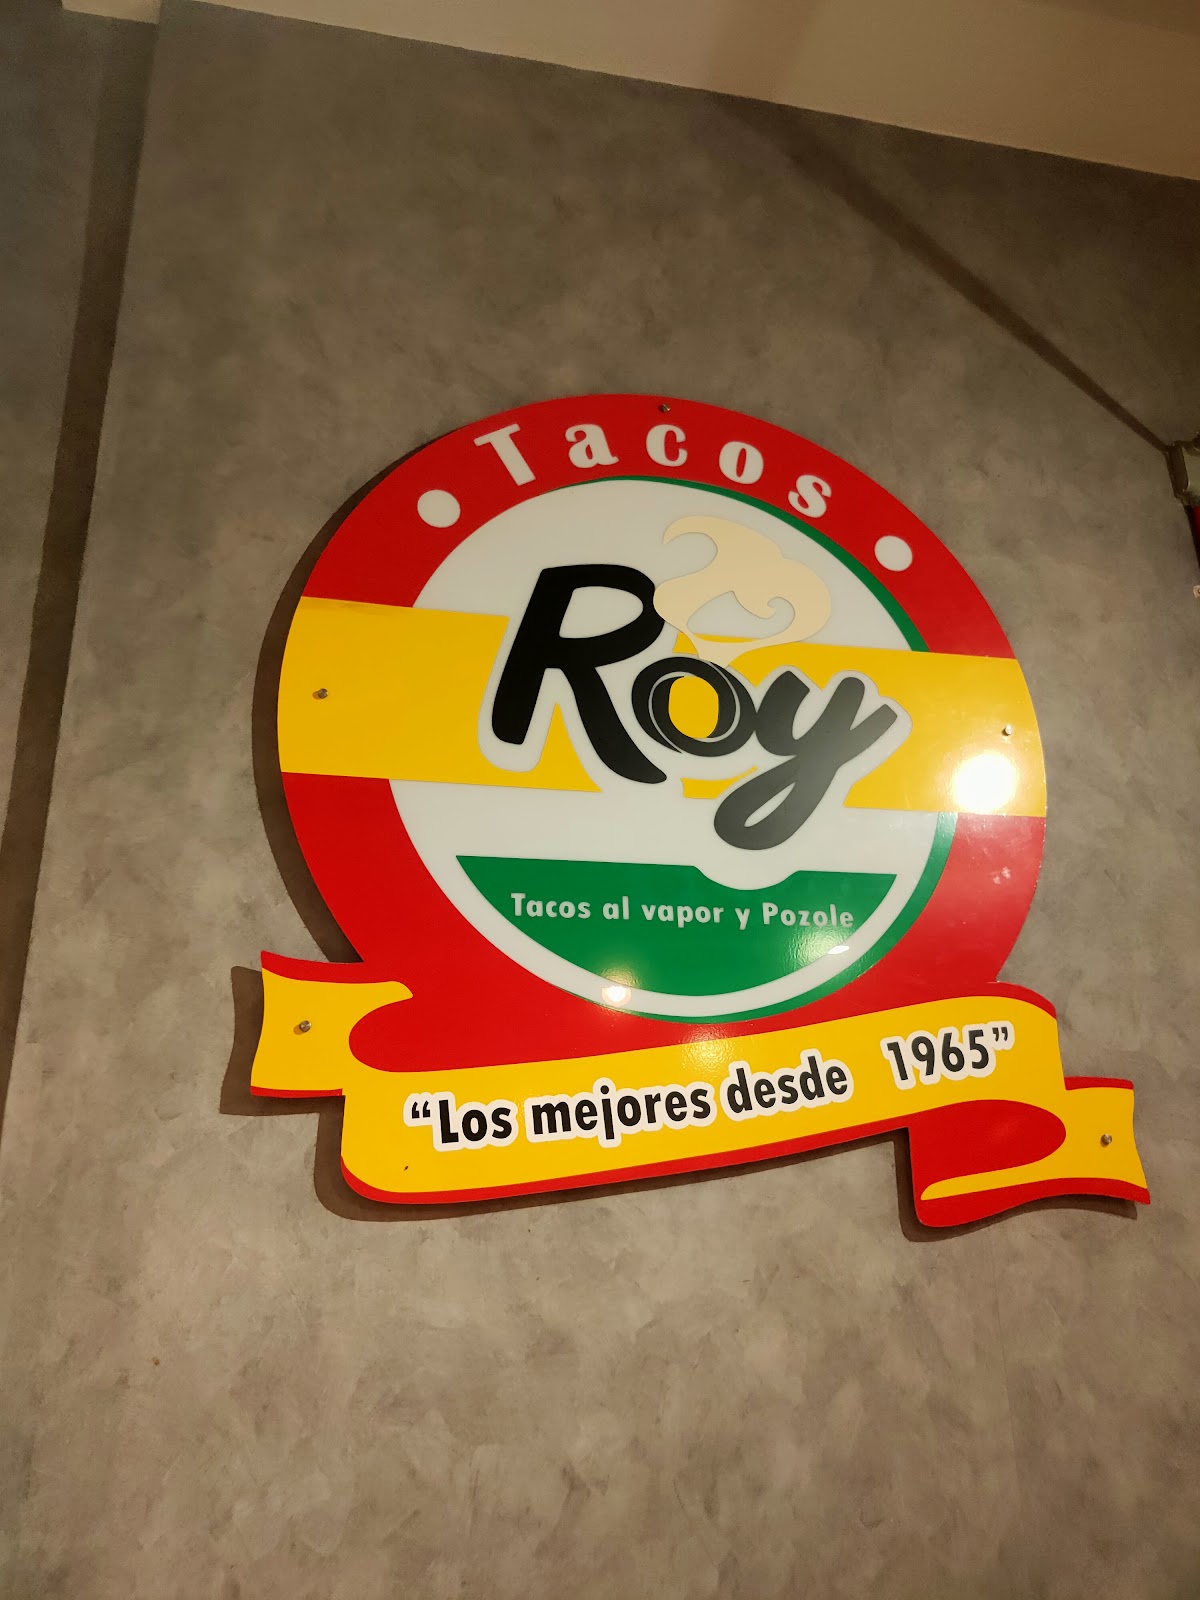 Tacos
Roy
Tacos al vapor y Pozole
“Los mejores desde 1965”